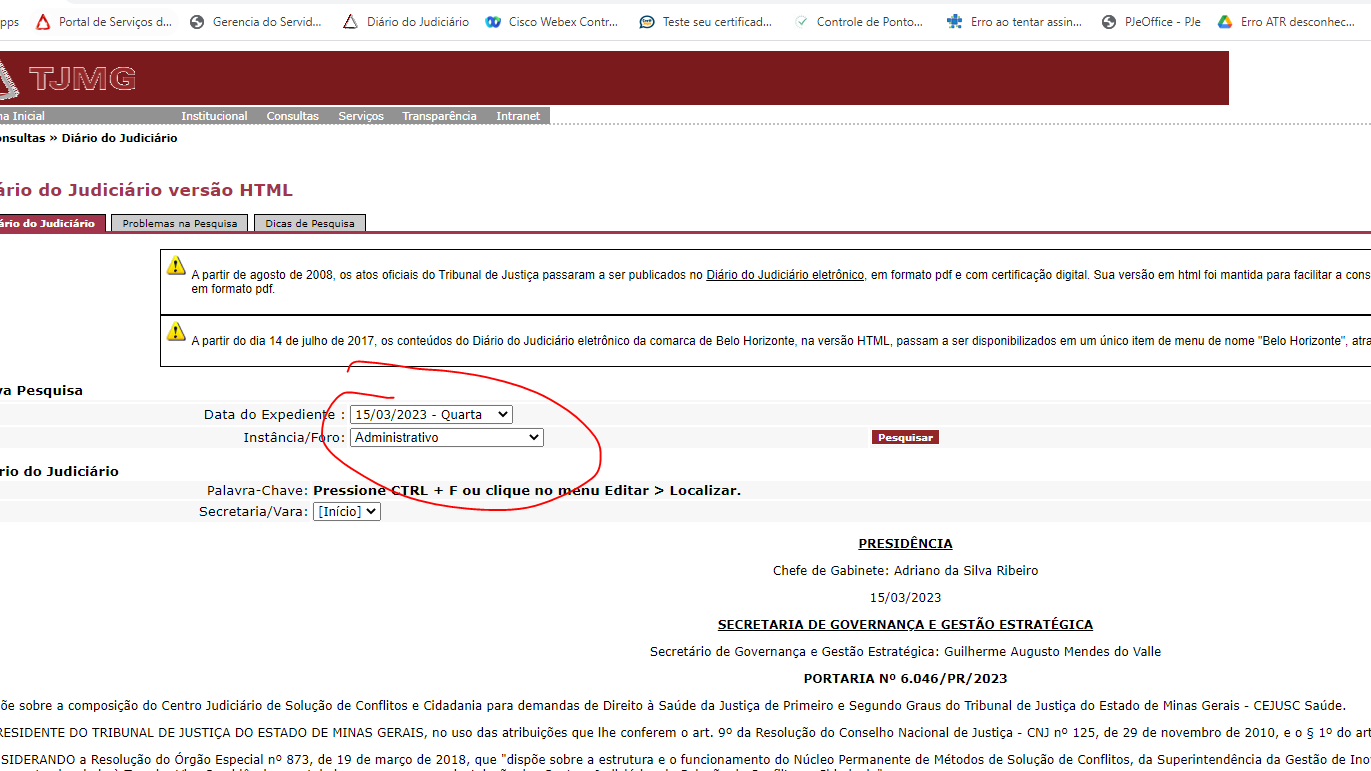 pps Portal de Serviços d... Gerencia do Servid... Diário do Judiciário Cisco Webex Contr... Teste seu certificad... Controle de Ponto... Erro ao tentar assin... PJeOffice - PJe Erro ATR desconhec...
TJMG
na Inicial Institucional Consultas Serviços Transparência Intranet
onsultas » Diário do Judiciário
ário do Judiciário versão HTML
ário do Judiciário Problemas na Pesquisa Dicas de Pesquisa
A partir de agosto de 2008, os atos oficiais do Tribunal de Justiça passaram a ser publicados no Diário do Judiciário eletrônico, em formato pdf e com certificação digital. Sua versão em html foi mantida para facilitar a cons
em formato pdf.
A partir do dia 14 de julho de 2017, os conteúdos do Diário do Judiciário eletrônico da comarca de Belo Horizonte, na versão HTML, passam a ser disponibilizados em um único item de menu de nome "Belo Horizonte", atra
va Pesquisa
Data do Expediente : 15/03/2023 - Quarta
Instância/Foro: Administrativo Pesquisar
rio do Judiciário
Palavra-Chave: Pressione CTRL + F ou clique no menu Editar > Localizar.
Secretaria/Vara: [Início]
PRESIDÊNCIA
Chefe de Gabinete: Adriano da Silva Ribeiro
15/03/2023
SECRETARIA DE GOVERNANÇA E GESTÃO ESTRATÉGICA
Secretário de Governança e Gestão Estratégica: Guilherme Augusto Mendes do Valle
PORTARIA Nº 6.046/PR/2023
põe sobre a composição do Centro Judiciário de Solução de Conflitos e Cidadania para demandas de Direito à Saúde da Justiça de Primeiro e Segundo Graus do Tribunal de Justiça do Estado de Minas Gerais - CEJUSC Saúde.
RESIDENTE DO TRIBUNAL DE JUSTIÇA DO ESTADO DE MINAS GERAIS, no uso das atribuições que lhe conferem o art. 9º da Resolução do Conselho Nacional de Justiça - CNJ nº 125, de 29 de novembro de 2010, e o § 1º do art
SIDERANDO a Resolução do Órgão Especial nº 873, de 19 de março de 2018, que "dispõe sobre a estrutura e o funcionamento do Núcleo Permanente de Métodos de Solução de Conflitos, da Superintendência da Gestão de Ino